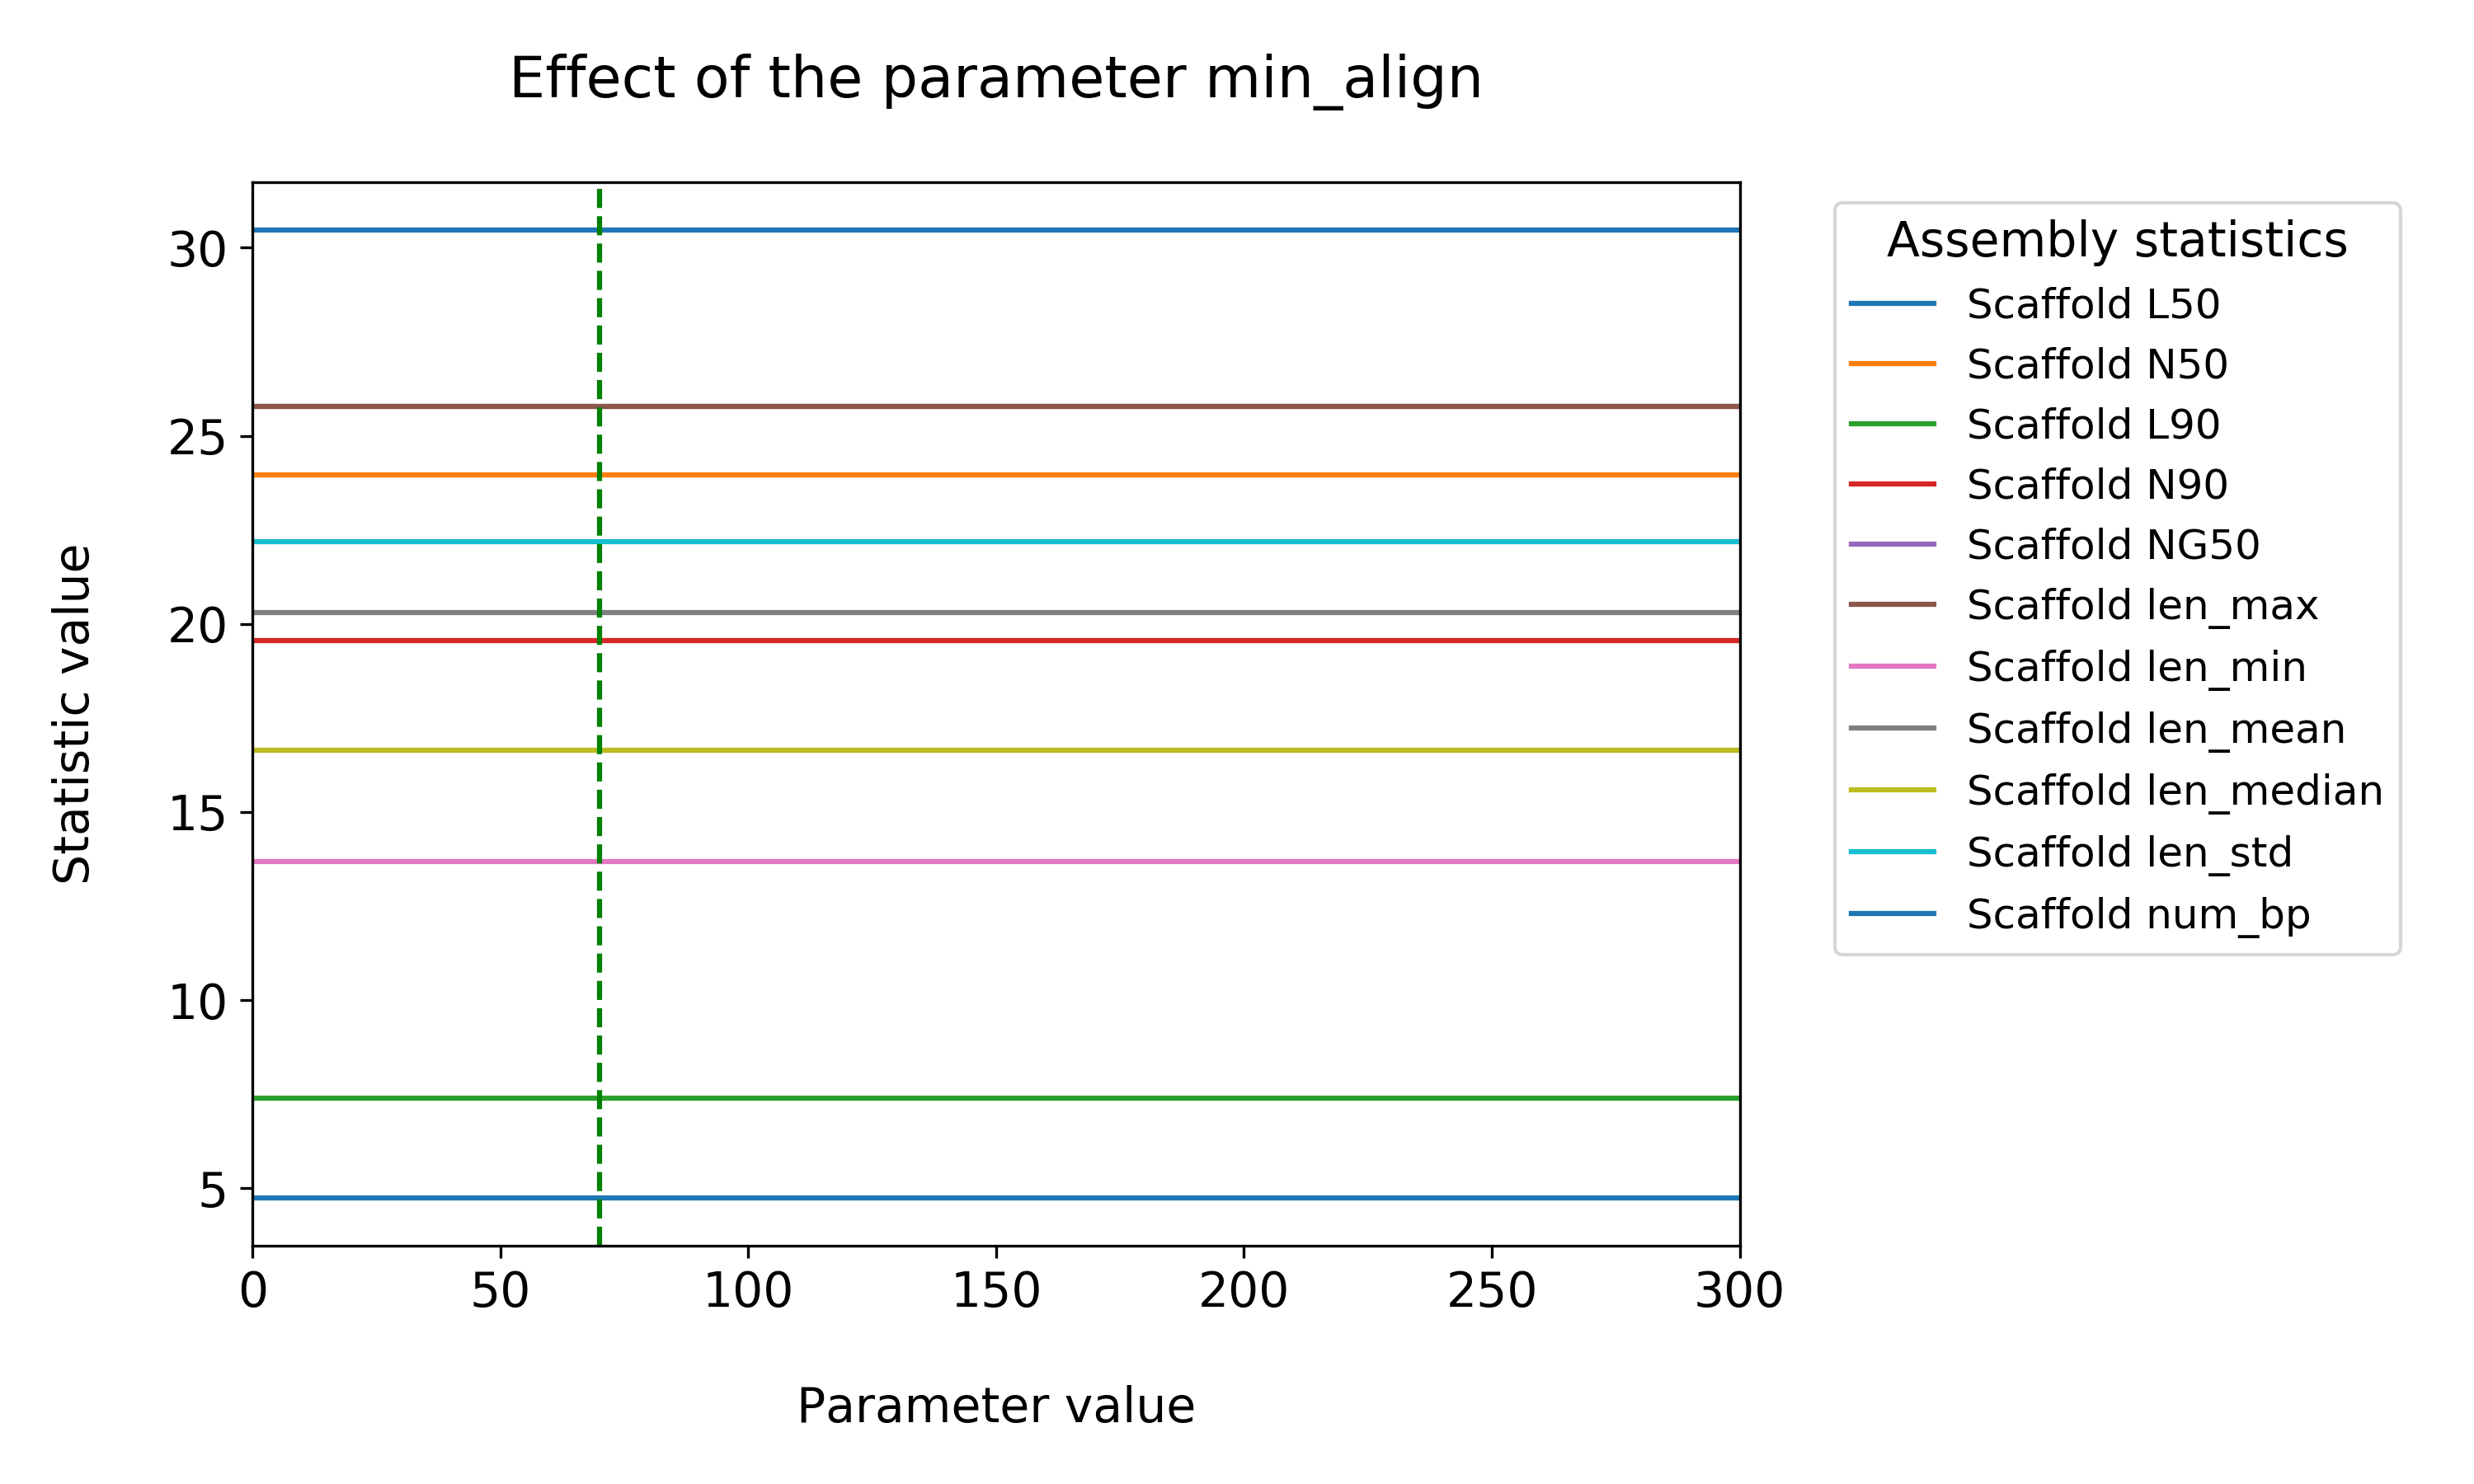 Effect of the parameter min_align
Statistic value
30
25
20
15
10
5
0 50 100 150 200 250 300
Parameter value
Assembly statistics
Scaffold L50
Scaffold N50
Scaffold L90
Scaffold N90
Scaffold NG50
Scaffold len_max
Scaffold len_min
Scaffold len_mean
Scaffold len_median
Scaffold len_std
Scaffold num_bp